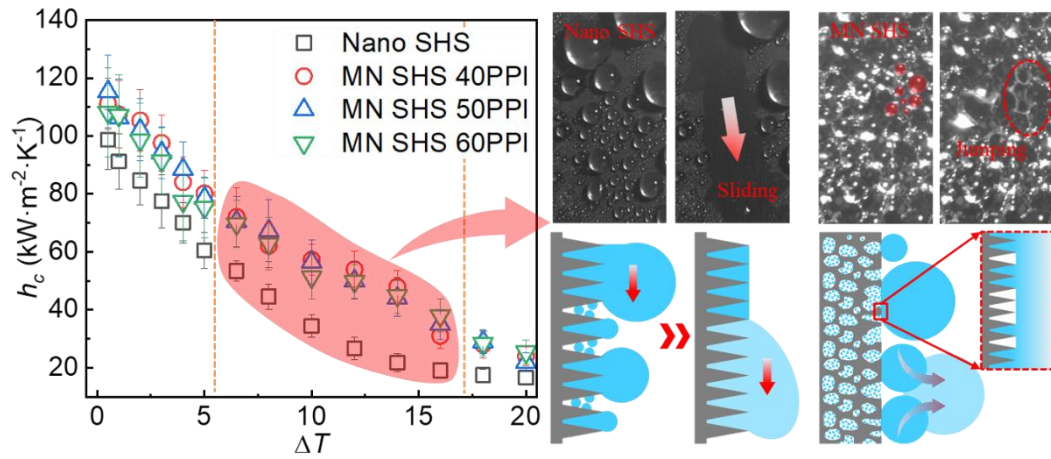 h_c (kW·m⁻²·K⁻¹)
140
120
100
80
60
40
20
0
5
10
15
20
ΔT
Nano SHS
MN SHS 40PPI
MN SHS 50PPI
MN SHS 60PPI
Nano SHS
Sliding
MN SHS
Jumping